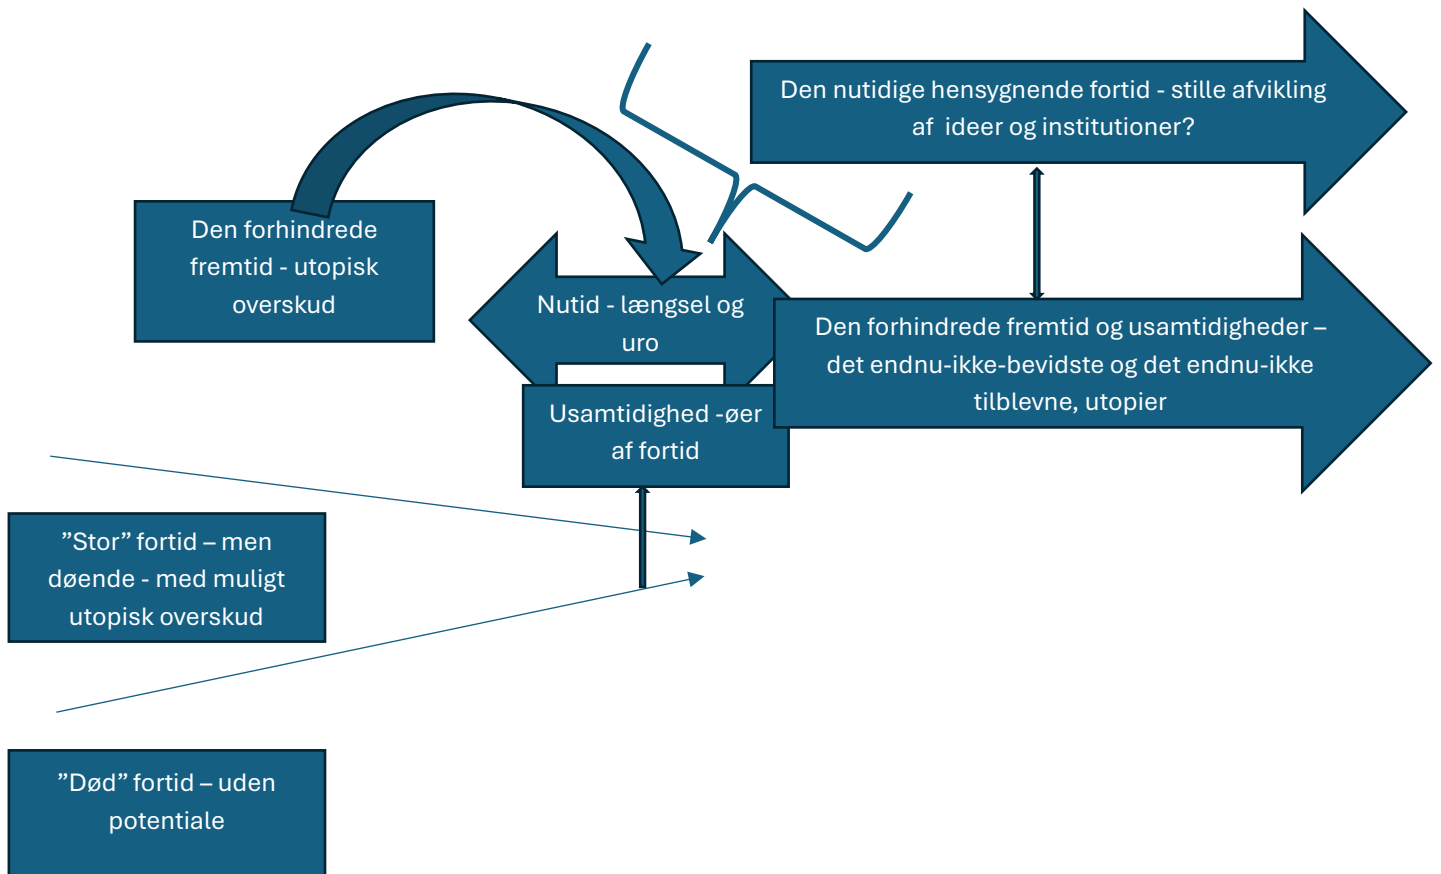 Den nutidige hensygnende fortid - stille afvikling
af  ideer og institutioner?
Den forhindrede
fremtid - utopisk
overskud
Nutid - længsel og
uro
Den forhindrede fremtid og usamtidigheder –
det endnu-ikke-bevidste og det endnu-ikke
tilblevne, utopier
Usamtidighed -øer
af fortid
”Stor” fortid – men
døende - med muligt
utopisk overskud
”Død” fortid – uden
potentiale